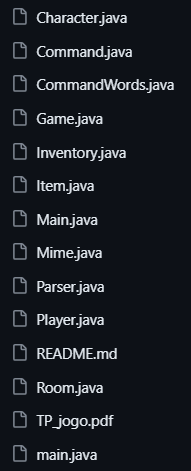 Character.java
Command.java
CommandWords.java
Game.java
Inventory.java
Item.java
Main.java
Mime.java
Parser.java
Player.java
README.md
Room.java
TP_jogo.pdf
main.java